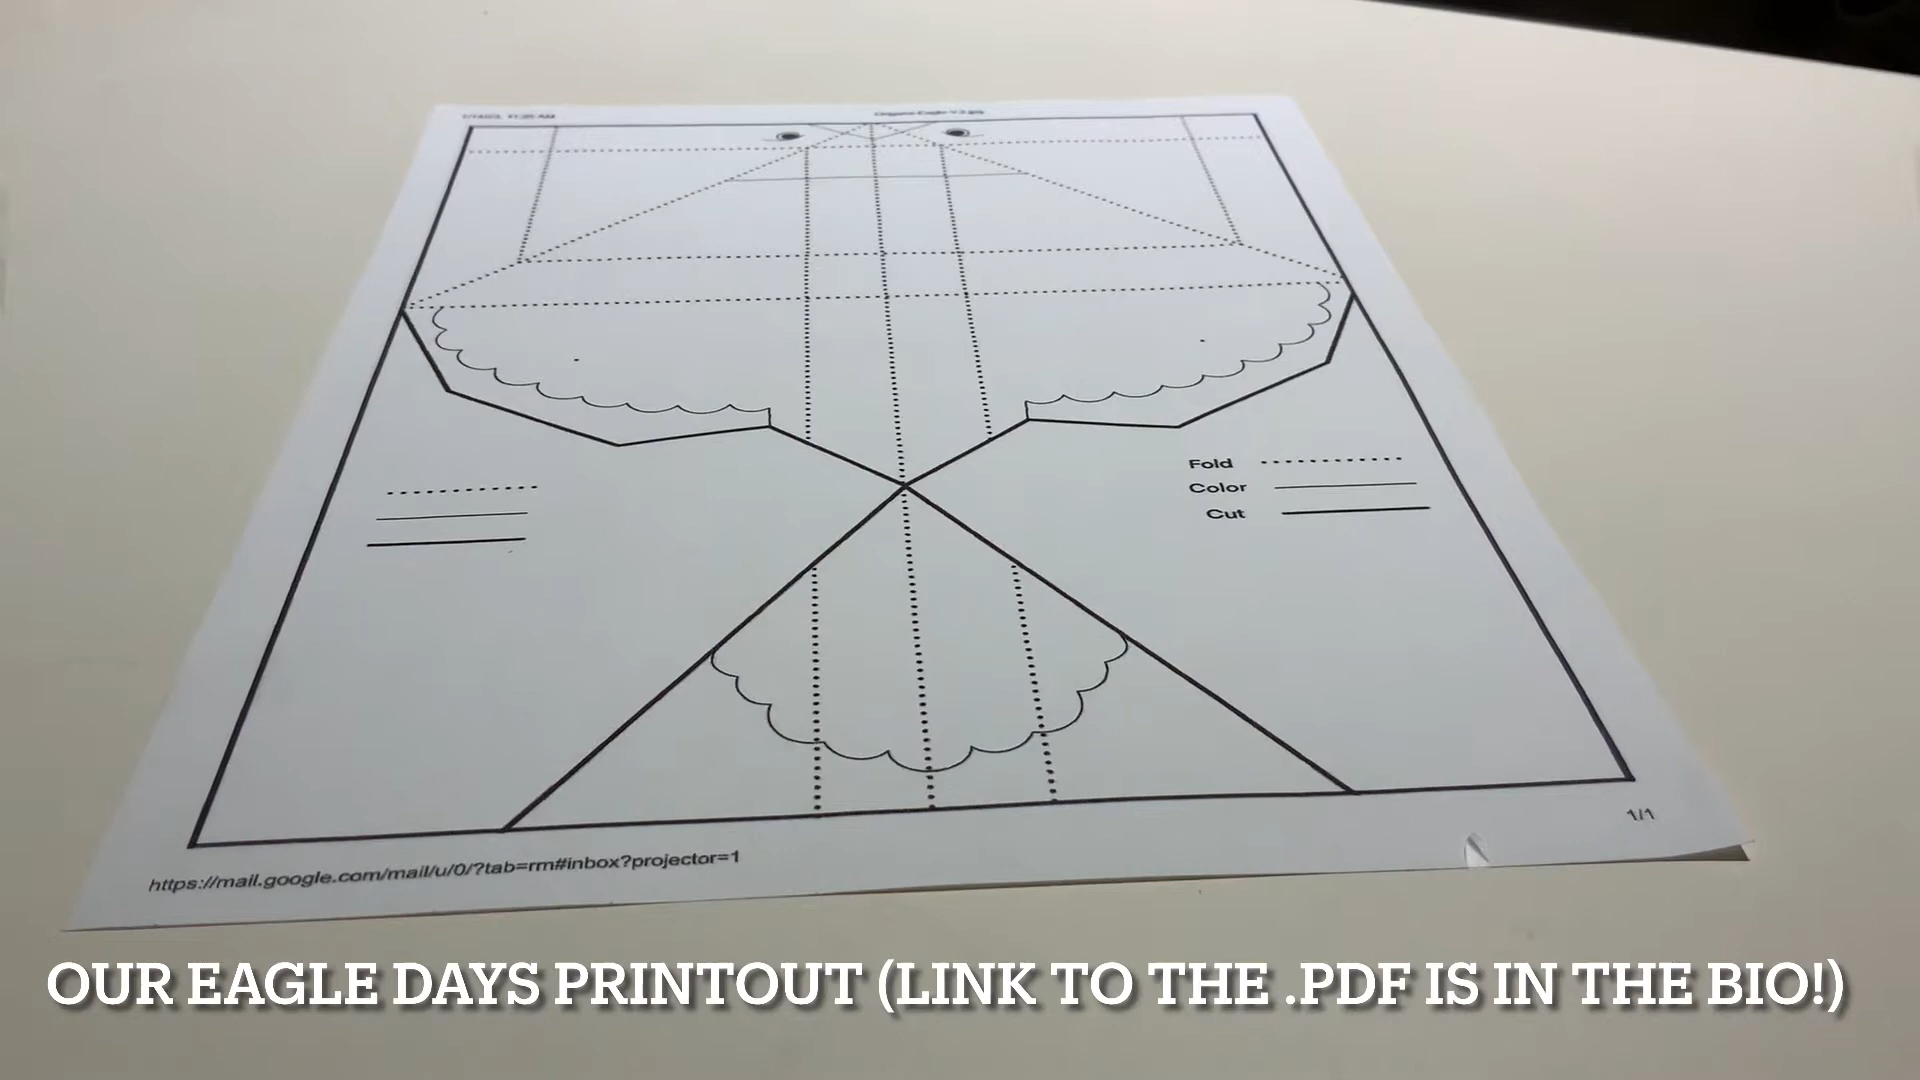 Fold
Color
Cut
1/1
https://mail.google.com/mail/u/0/?tab=rm#inbox?projector=1
OUR EAGLE DAYS PRINTOUT (LINK TO THE .PDF IS IN THE BIO!)